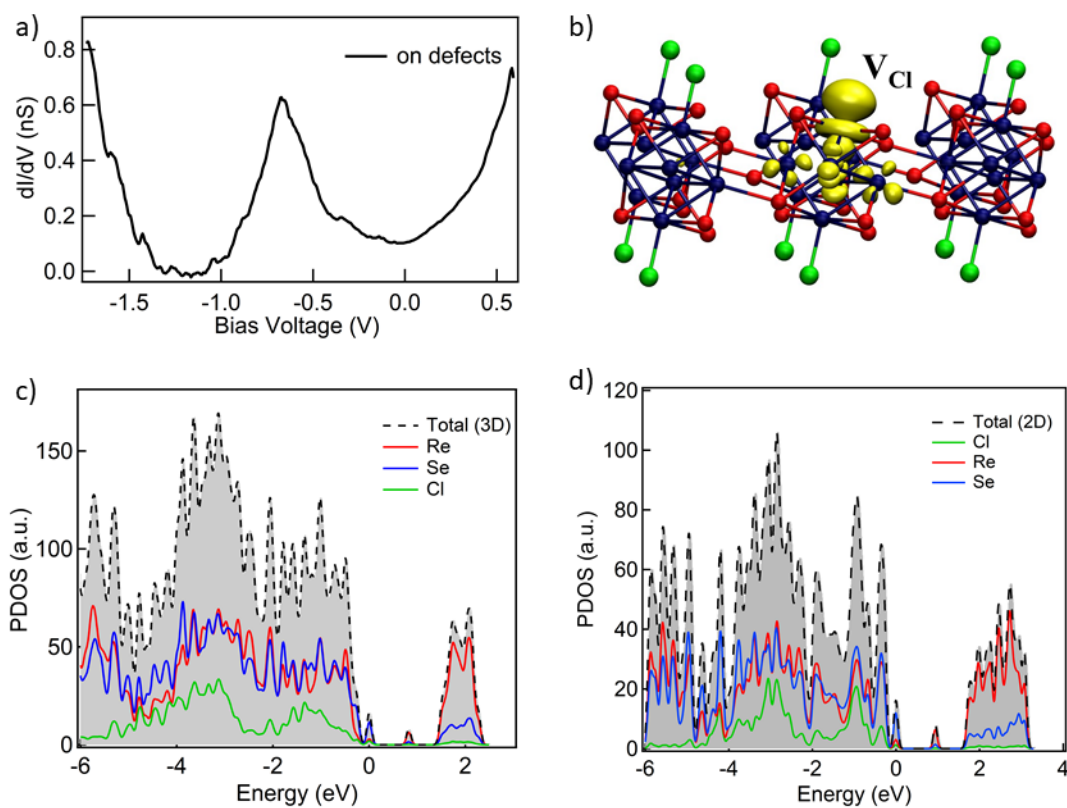 a)
0.8
0.6
0.4
0.2
0.0
dI/dV (nS)
on defects
-1.5
-1.0
-0.5
0.0
0.5
Bias Voltage (V)
b)
VCl
c)
150
100
50
0
PDOS (a.u.)
Total (3D)
Re
Se
Cl
-6
-4
-2
0
2
Energy (eV)
d)
120
100
80
60
40
20
0
PDOS (a.u.)
Total (2D)
Cl
Re
Se
-6
-4
-2
0
2
4
Energy (eV)